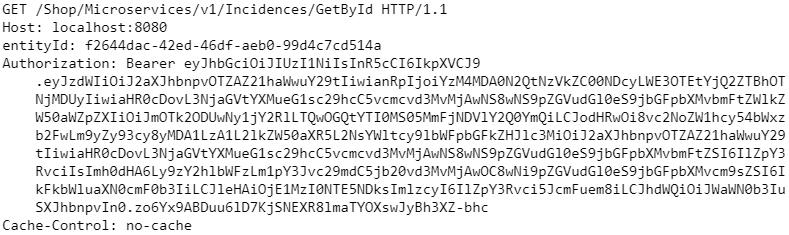 GET /Shop/Microservices/v1/Incidences/GetById HTTP/1.1
Host: localhost:8080
entityId: f2644dac-42ed-46df-aeb0-99d4c7cd514a
Authorization: Bearer eyJhbGciOiJIUzI1NiIsInR5cCI6IkpXVCJ9
.eyJzdWIiOiJ2aXJhbnpvOTZAZ21haWwuY29tIiwianRpIjoiYzM4MDA0N2QtNzVkZC00NDcyLWE3OTEtYjQ2ZTBhOT
NjMDUyIiwiaHR0cDovL3NjaGVtYXMueG1sc29hcC5vcmcvd3MvMjAwNS8wNS9pZGVudGl0eS9jbGFpbXMvbmFtZWlkZ
W50aWZpZXIiOiJmOTk2ODUwNy1jY2RlLTQwOGQtYTI0MS05MmFjNDVlY2Q0YmQiLCJodHRwOi8vc2NoZW1hcy54bWxz
b2FwLm9yZy93cy8yMDA1LzA1L2lkZW50aXR5L2NsYWltcy9lbWFpbGFkZHJlc3MiOiJ2aXJhbnpvOTZAZ21haWwuY29
tIiwiaHR0cDovL3NjaGVtYXMueG1sc29hcC5vcmcvd3MvMjAwNS8wNS9pZGVudGl0eS9jbGFpbXMvbmFtZSI6IlZpY3
RvciIsImh0dHA6Ly9zY2hlbWFzLm1pY3Jvc29mdC5jb20vd3MvMjAwOC8wNi9pZGVudGl0eS9jbGFpbXMvcm9sZSI6I
kFkbWluaXN0cmF0b3IiLCJleHAiOjE1MzI0NTE5NDksImlzcyI6IlZpY3Rvci5JcmFuem8iLCJhdWQiOiJWaWN0b3Iu
SXJhbnpvIn0.zo6Yx9ABDuu6lD7KjSNEXR8lmaTYOXswJyBh3XZ-bhc
Cache-Control: no-cache